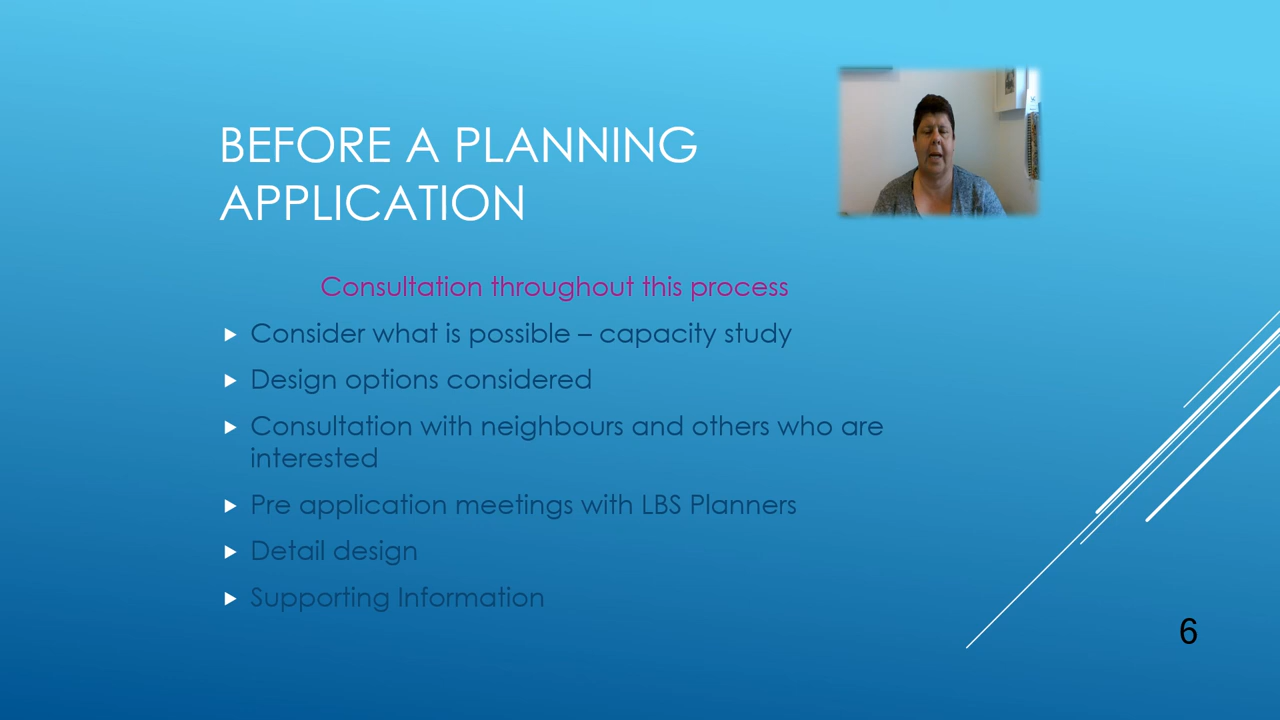 BEFORE A PLANNING
APPLICATION
Consultation throughout this process
Consider what is possible – capacity study
Design options considered
Consultation with neighbours and others who are
interested
Pre application meetings with LBS Planners
Detail design
Supporting Information
6